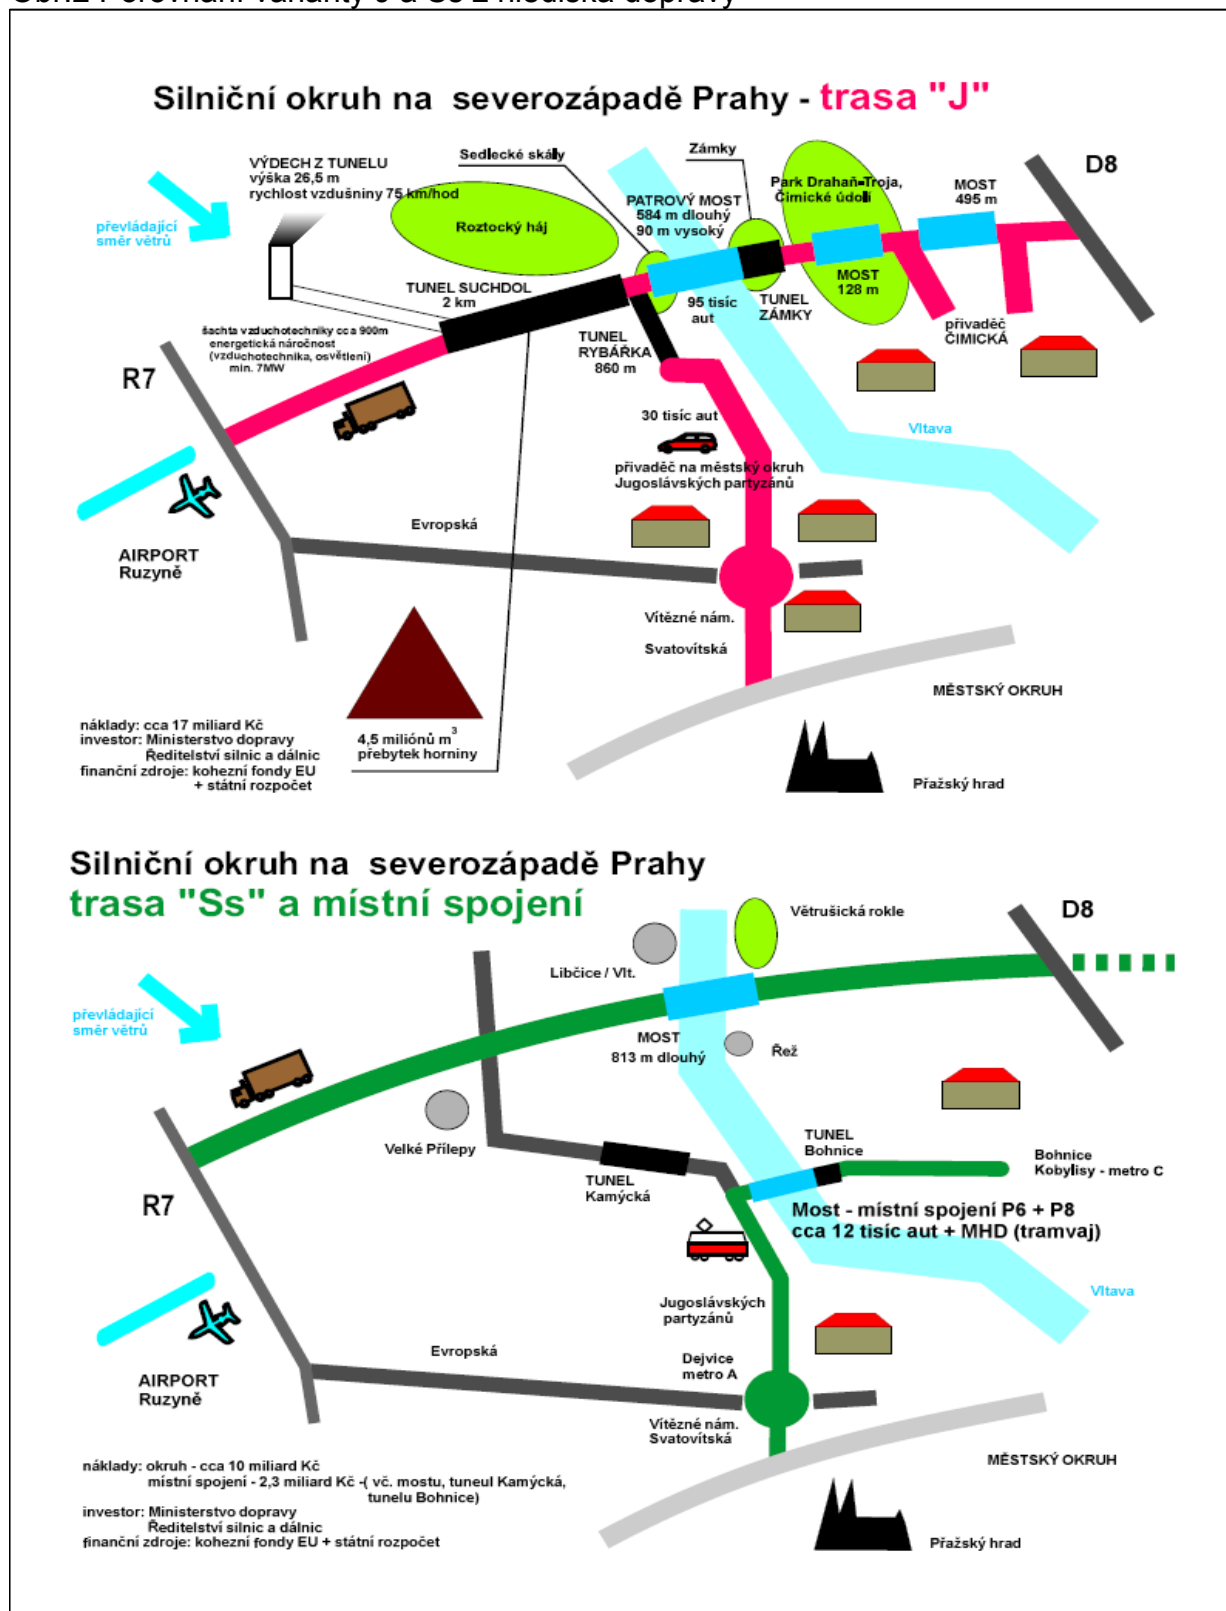 Silniční okruh na severozápadě Prahy - trasa "J"
VÝDECH Z TUNELU
výška 26,5 m
rychlost vzdušniny 75 km/hod
Sedlecké skály
Zámky
D8
převládající
směr větrů
Roztocký háj
PATROVÝ MOST
584 m dlouhý
90 m vysoký
Park Drahaň-Troja,
Čimické údolí
MOST
495 m
TUNEL SUCHDOL
2 km
95 tisíc
aut
TUNEL
ZÁMKY
MOST
128 m
přivaděč
ČIMICKÁ
šachta vzduchotechniky cca 900m
energetická náročnost
(vzduchotechnika, osvětlení)
min. 7MW
TUNEL
RYBÁŘKA
860 m
R7
30 tisíc aut
Vltava
přivaděč na městský okruh
Jugoslávských partyzánů
Evropská
AIRPORT
Ruzyně
Vítězné nám.
Svatovítská
MĚSTSKÝ OKRUH
náklady: cca 17 miliard Kč
investor: Ministerstvo dopravy
Ředitelství silnic a dálnic
finanční zdroje: kohezní fondy EU
+ státní rozpočet
4,5 miliónů m3
přebytek horniny
Přažský hrad
Silniční okruh na severozápadě Prahy
trasa "Ss" a místní spojení
Větrušická rokle
D8
Libčice / Vlt.
převládající
směr větrů
MOST
813 m dlouhý
Řež
Velké Přílepy
TUNEL
Kamýcká
TUNEL
Bohnice
Bohnice
Kobylisy - metro C
R7
Most - místní spojení P6 + P8
cca 12 tisíc aut + MHD (tramvaj)
Vltava
Jugoslávských
partyzánů
Evropská
Dejvice
metro A
AIRPORT
Ruzyně
Vítězné nám.
Svatovítská
MĚSTSKÝ OKRUH
náklady: okruh - cca 10 miliard Kč
místní spojení - 2,3 miliard Kč -( vč. mostu, tuneul Kamýcká,
tunelu Bohnice)
investor: Ministerstvo dopravy
Ředitelství silnic a dálnic
finanční zdroje: kohezní fondy EU + státní rozpočet
Přažský hrad